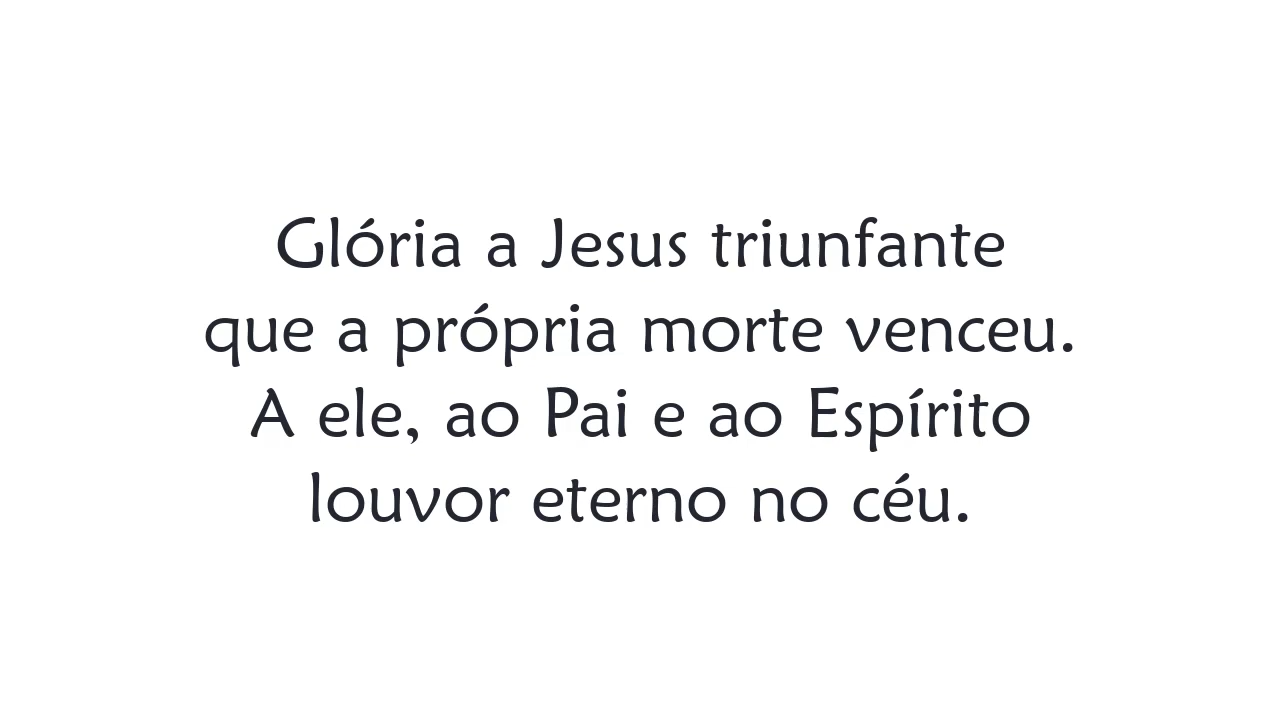 Glória a Jesus triunfante
que a própria morte venceu.
A ele, ao Pai e ao Espírito
louvor eterno no céu.